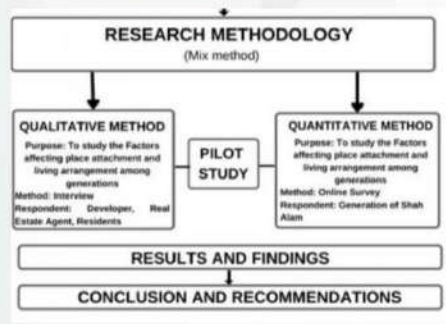 RESEARCH METHODOLOGY
(Mix method)
QUALITATIVE METHOD
Purpose: To study the Factors
affecting place attachment and
living arrangement among
generations
Method: Interview
Respondent: Developer, Real
Estate Agent, Residents
PILOT
STUDY
QUANTITATIVE METHOD
Purpose: To study the Factors
affecting place attachment and
living arrangement among
generations
Method: Online Survey
Respondent: Generation of Shah
Alam
RESULTS AND FINDINGS
CONCLUSION AND RECOMMENDATIONS